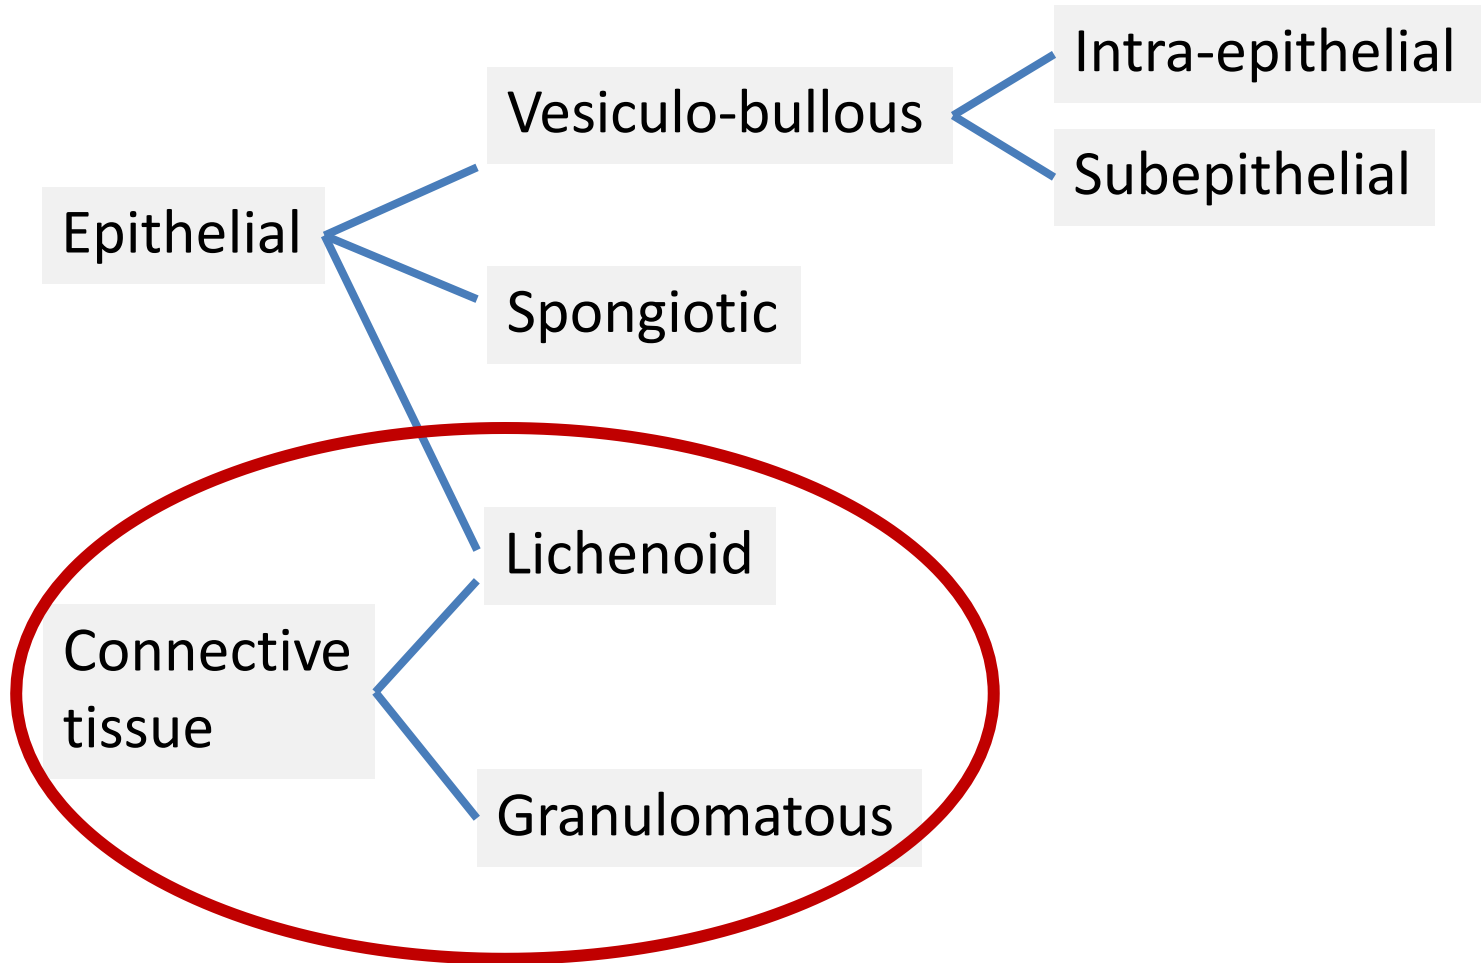 Intra-epithelial
Vesiculo-bullous
Subepithelial
Epithelial
Spongiotic
Lichenoid
Connective
tissue
Granulomatous